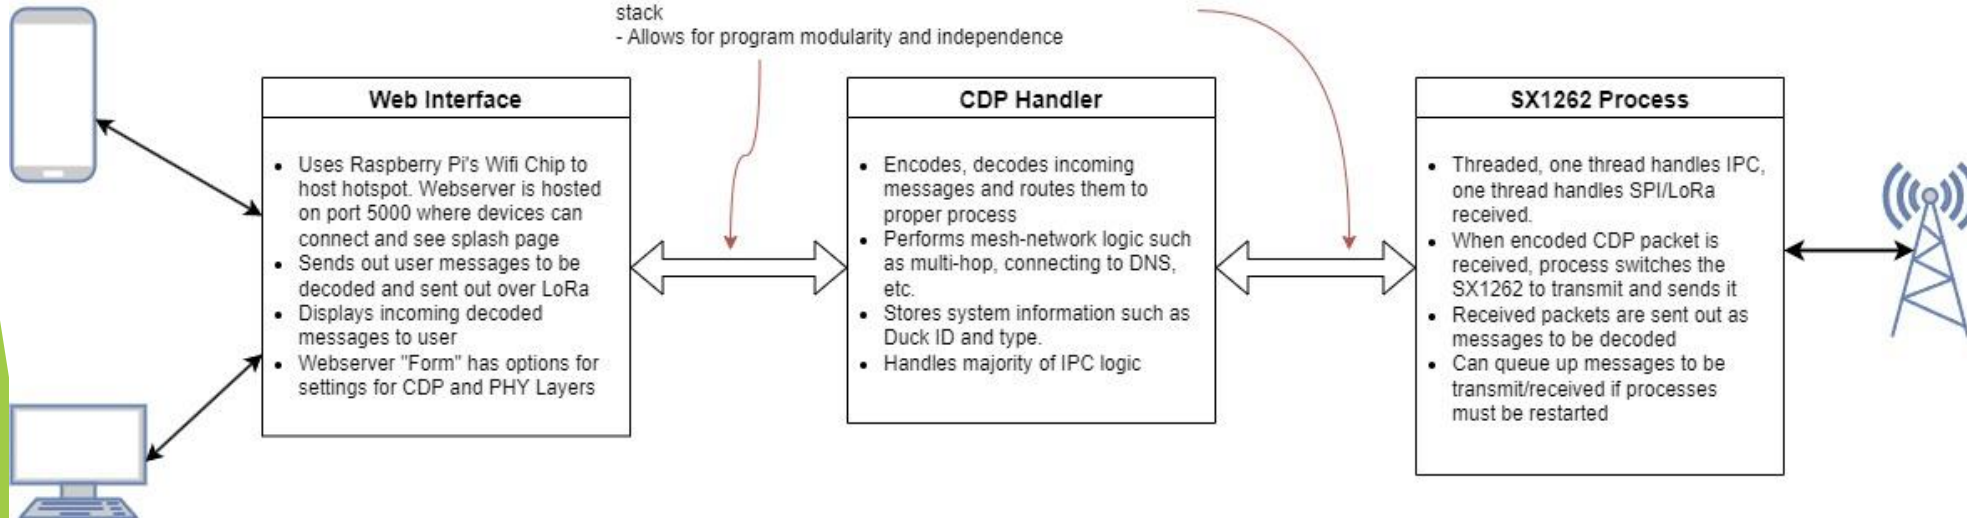 stack
- Allows for program modularity and independence
Web Interface
• Uses Raspberry Pi's Wifi Chip to
host hotspot. Webserver is hosted
on port 5000 where devices can
connect and see splash page
• Sends out user messages to be
decoded and sent out over LoRa
• Displays incoming decoded
messages to user
• Webserver "Form" has options for
settings for CDP and PHY Layers
CDP Handler
• Encodes, decodes incoming
messages and routes them to
proper process
• Performs mesh-network logic such
as multi-hop, connecting to DNS,
etc.
• Stores system information such as
Duck ID and type.
• Handles majority of IPC logic
SX1262 Process
• Threaded, one thread handles IPC,
one thread handles SPI/LoRa
received.
• When encoded CDP packet is
received, process switches the
SX1262 to transmit and sends it
• Received packets are sent out as
messages to be decoded
• Can queue up messages to be
transmit/received if processes
must be restarted